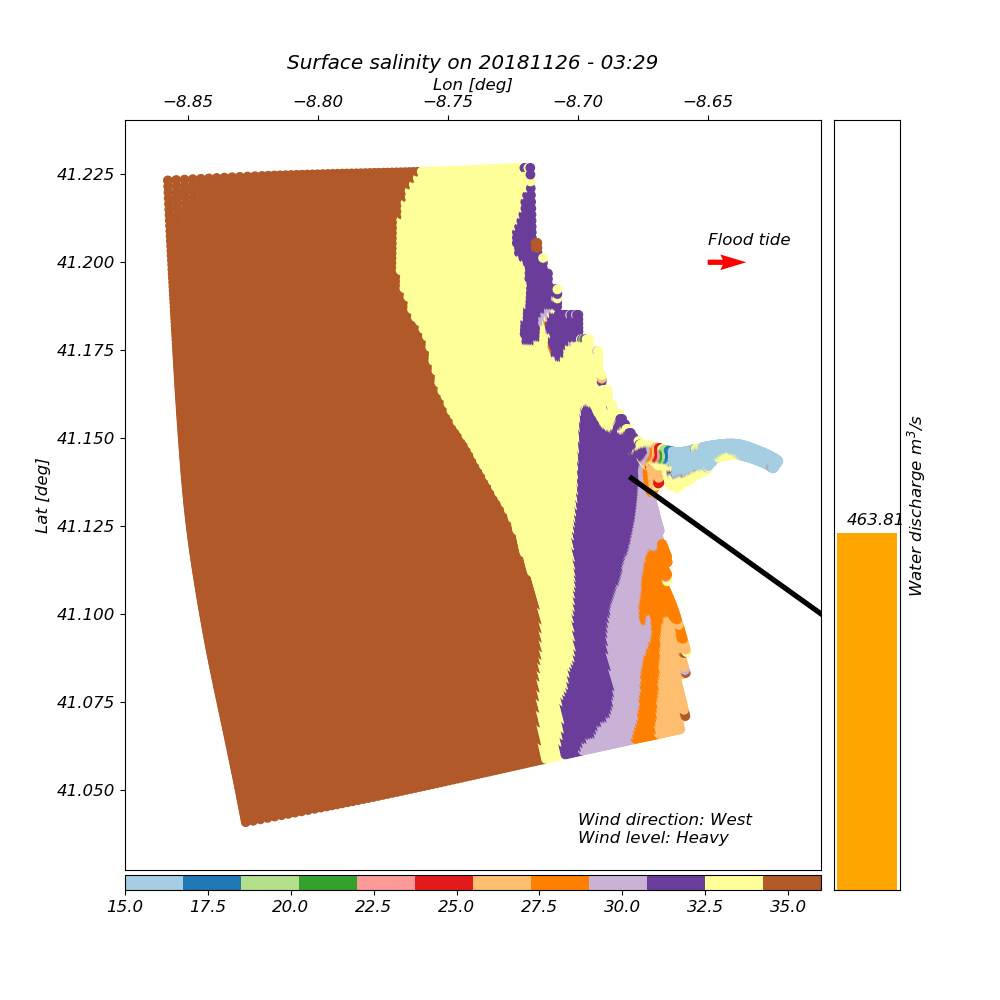 Surface salinity on 20181126 - 03:29
Lon [deg]
−8.85 −8.80 −8.75 −8.70 −8.65
41.225
41.200
41.175
41.150
41.125
41.100
41.075
41.050
Lat [deg]
Flood tide
463.81
Water discharge m³/s
Wind direction: West
Wind level: Heavy
15.0 17.5 20.0 22.5 25.0 27.5 30.0 32.5 35.0